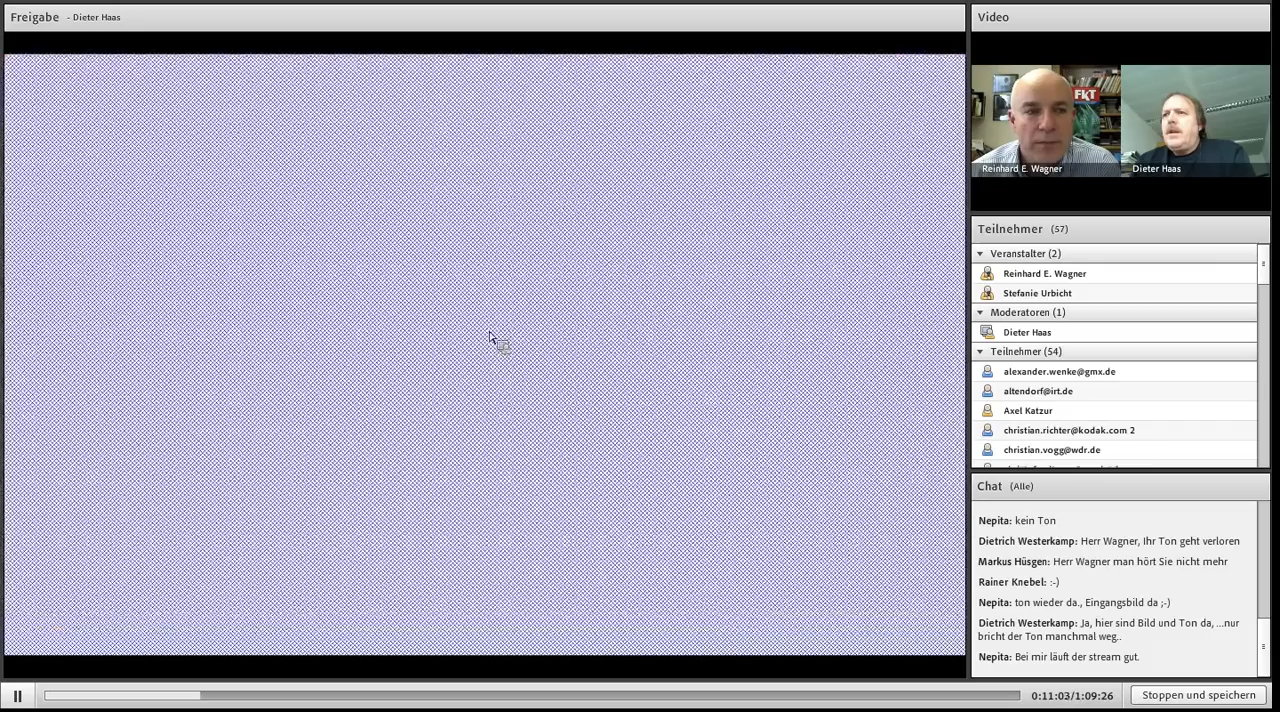 Freigabe - Dieter Haas
Video
FKT
Reinhard E. Wagner
Dieter Haas
Teilnehmer (57)
Veranstalter (2)
Reinhard E. Wagner
Stefanie Urbicht
Moderatoren (1)
Dieter Haas
Teilnehmer (54)
alexander.wenke@gmx.de
altendorf@irt.de
Axel Katzur
christian.richter@kodak.com 2
christian.vogg@wdr.de
Chat (Alle)
Nepita: kein Ton
Dietrich Westerkamp: Herr Wagner, Ihr Ton geht verloren
Markus Hüsgen: Herr Wagner man hört Sie nicht mehr
Rainer Knebel: :-)
Nepita: ton wieder da., Eingangsbild da ;-)
Dietrich Westerkamp: Ja, hier sind Bild und Ton da, ...nur
bricht der Ton manchmal weg..
Nepita: Bei mir läuft der stream gut.
0:11:03/1:09:26
Stoppen und speichern